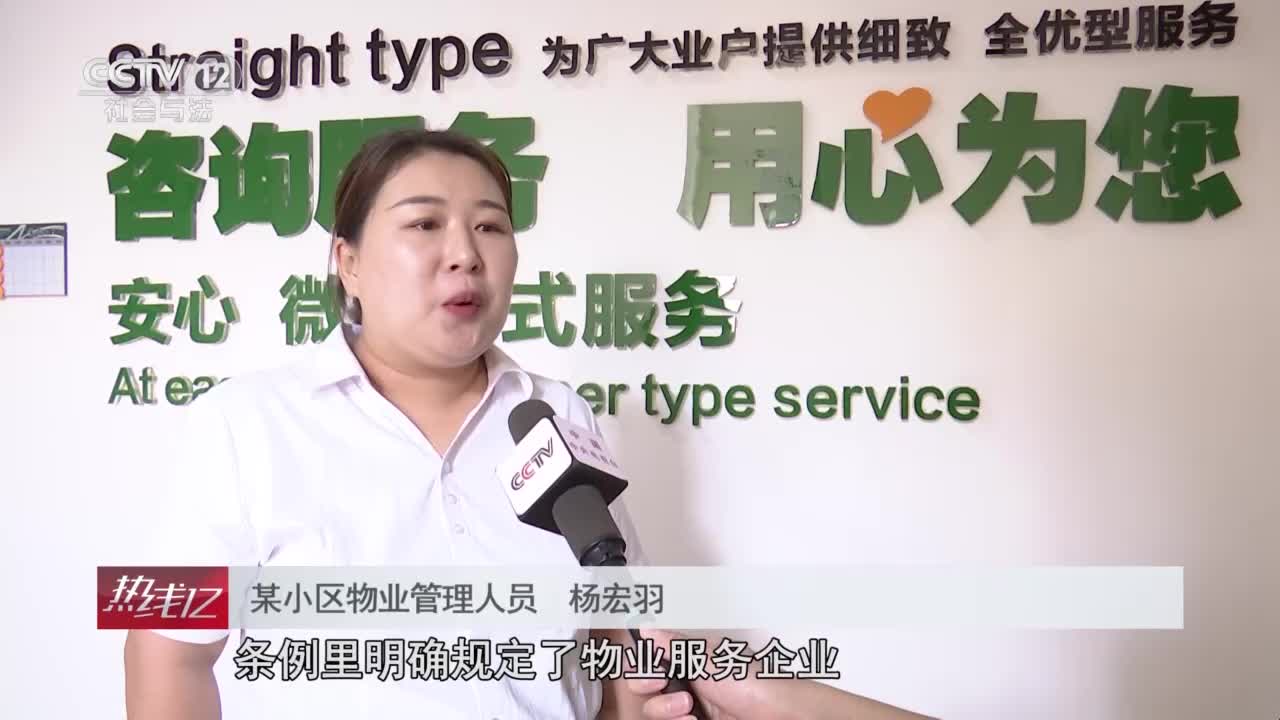 Straight type 为广大业户提供细致 全优型服务
CCTV 12
社会与法
咨询服务 用心为您
安心 微 式服务
At ea er type service
CCTV
中国
热线12
某小区物业管理人员 杨宏羽
条例里明确规定了物业服务企业